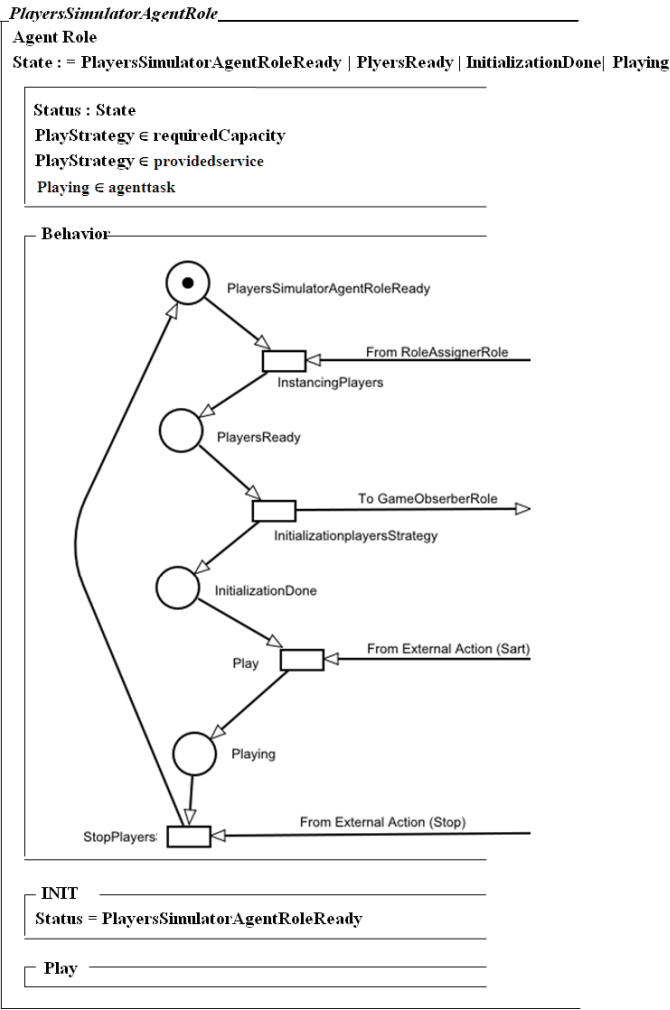 PlayersSimulatorAgentRole
Agent Role
State : = PlayersSimulatorAgentRoleReady | PlyersReady | InitializationDone| Playing
Status : State
PlayStrategy ∈ requiredCapacity
PlayStrategy ∈ providedservice
Playing ∈ agenttask
Behavior
PlayersSimulatorAgentRoleReady
From RoleAssignerRole
InstancingPlayers
PlayersReady
To GameObserberRole
InitializationplayersStrategy
InitializationDone
From External Action (Sart)
Play
Playing
From External Action (Stop)
StopPlayers:
INIT
Status = PlayersSimulatorAgentRoleReady
Play